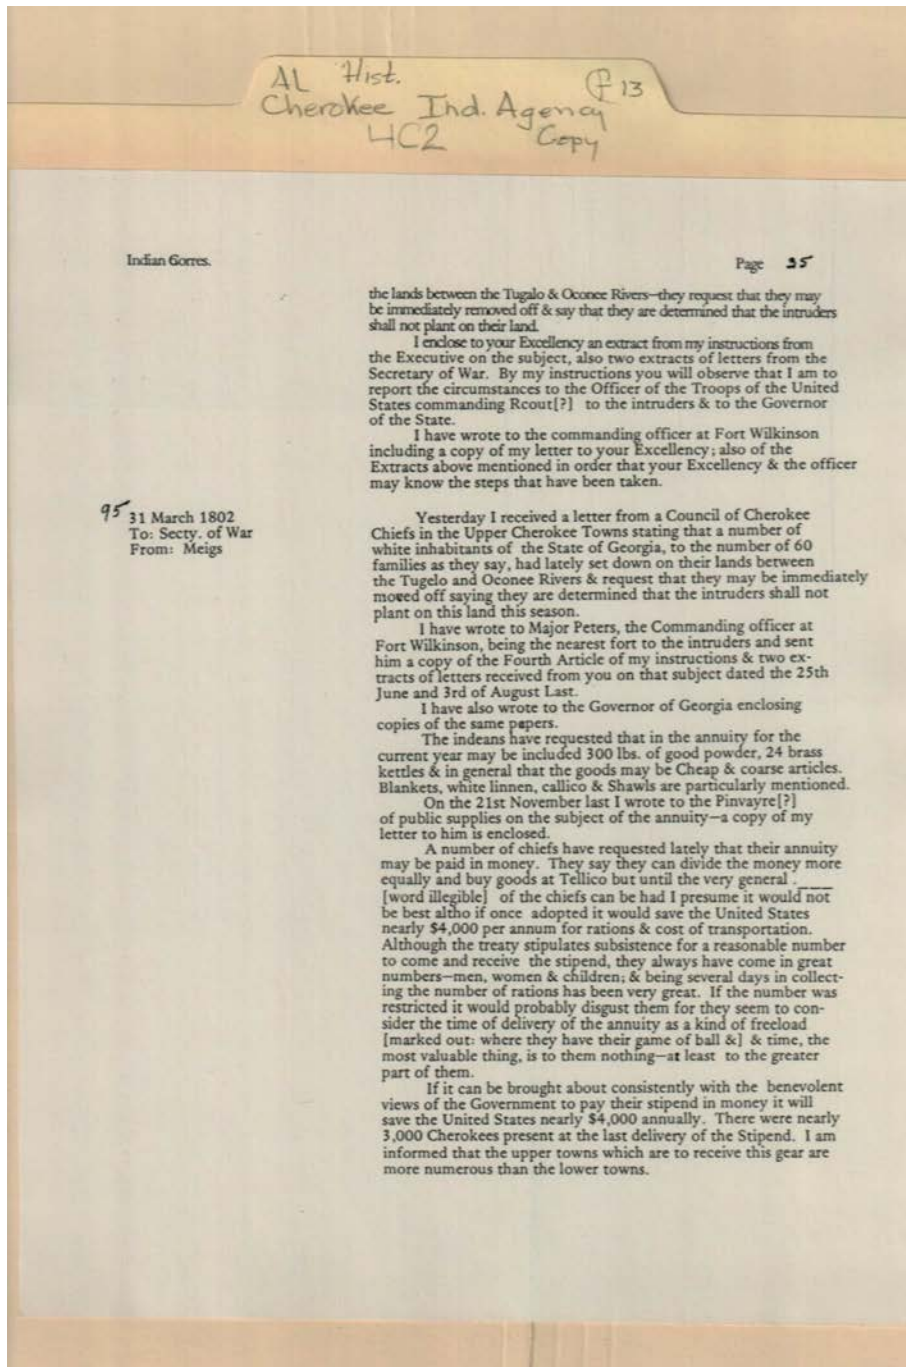 AL Hist. f 13
Cherokee Ind. Agency
4C2 Copy
Indian Corres.
Page 35
the lands between the Tugalo & Oconee Rivers—they request that they may
be immediately removed off & say that they are determined that the intruders
shall not plant on their land.
I enclose to your Excellency an extract from my instructions from
the Executive on the subject, also two extracts of letters from the
Secretary of War. By my instructions you will observe that I am to
report the circumstances to the Officer of the Troops of the United
States commanding Rcout[?] to the intruders & to the Governor
of the State.
I have wrote to the commanding officer at Fort Wilkinson
including a copy of my letter to your Excellency; also of the
Extracts above mentioned in order that your Excellency & the officer
may know the steps that have been taken.
95
31 March 1802
To: Secty. of War
From: Meigs
Yesterday I received a letter from a Council of Cherokee
Chiefs in the Upper Cherokee Towns stating that a number of
white inhabitants of the State of Georgia, to the number of 60
families as they say, had lately set down on their lands between
the Tugelo and Oconee Rivers & request that they may be immediately
moved off saying they are determined that the intruders shall not
plant on this land this season.
I have wrote to Major Peters, the Commanding officer at
Fort Wilkinson, being the nearest fort to the intruders and sent
him a copy of the Fourth Article of my instructions & two ex-
tracts of letters received from you on that subject dated the 25th
June and 3rd of August Last.
I have also wrote to the Governor of Georgia enclosing
copies of the same papers.
The indeans have requested that in the annuity for the
current year may be included 300 lbs. of good powder, 24 brass
kettles & in general that the goods may be Cheap & coarse articles.
Blankets, white linnen, callico & Shawls are particularly mentioned.
On the 21st November last I wrote to the Pinvayre[?]
of public supplies on the subject of the annuity—a copy of my
letter to him is enclosed.
A number of chiefs have requested lately that their annuity
may be paid in money. They say they can divide the money more
equally and buy goods at Tellico but until the very general . ___
[word illegible] of the chiefs can be had I presume it would not
be best altho if once adopted it would save the United States
nearly $4,000 per annum for rations & cost of transportation.
Although the treaty stipulates subsistence for a reasonable number
to come and receive the stipend, they always have come in great
numbers—men, women & children; & being several days in collect-
ing the number of rations has been very great. If the number was
restricted it would probably disgust them for they seem to con-
sider the time of delivery of the annuity as a kind of freeload
[marked out: where they have their game of ball &] & time, the
most valuable thing, is to them nothing—at least to the greater
part of them.
If it can be brought about consistently with the benevolent
views of the Government to pay their stipend in money it will
save the United States nearly $4,000 annually. There were nearly
3,000 Cherokees present at the last delivery of the Stipend. I am
informed that the upper towns which are to receive this gear are
more numerous than the lower towns.